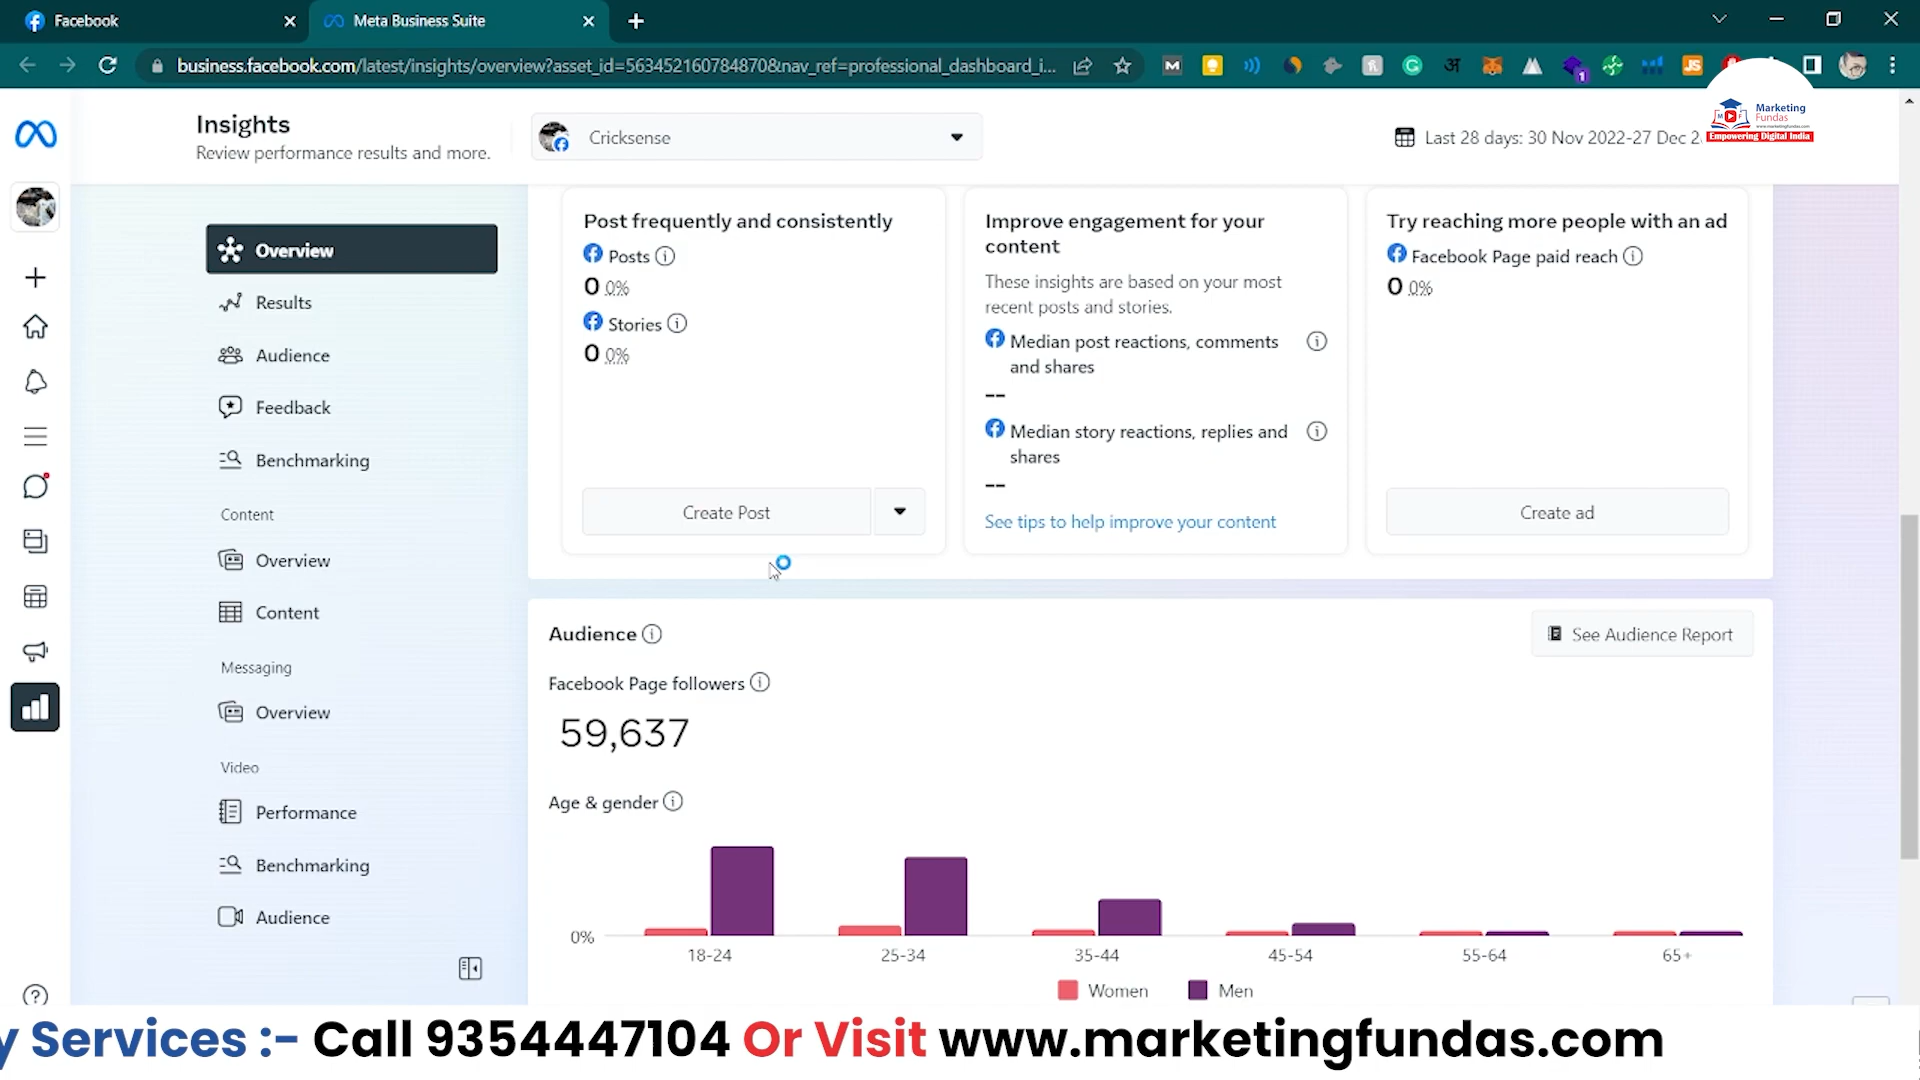 Facebook
Meta Business Suite
business.facebook.com/latest/insights/overview?asset_id=563452160784870&nav_ref=professional_dashboard_i...
Marketing
Fundas
www.marketingfundas.com
Empowering Digital India
Insights
Review performance results and more.
Cricksense
Last 28 days: 30 Nov 2022-27 Dec 2
Overview
Results
Audience
Feedback
Benchmarking
Content
Overview
Content
Messaging
Overview
Video
Performance
Benchmarking
Audience
Post frequently and consistently
Posts
0 0%
Stories
0 0%
Create Post
Improve engagement for your
content
These insights are based on your most
recent posts and stories.
Median post reactions, comments
and shares
--
Median story reactions, replies and
shares
--
See tips to help improve your content
Try reaching more people with an ad
Facebook Page paid reach
0 0%
Create ad
Audience
See Audience Report
Facebook Page followers
59,637
Age & gender
0%
18-24 25-34 35-44 45-54 55-64 65+
Women Men
y Services :- Call 9354447104 Or Visit www.marketingfundas.com